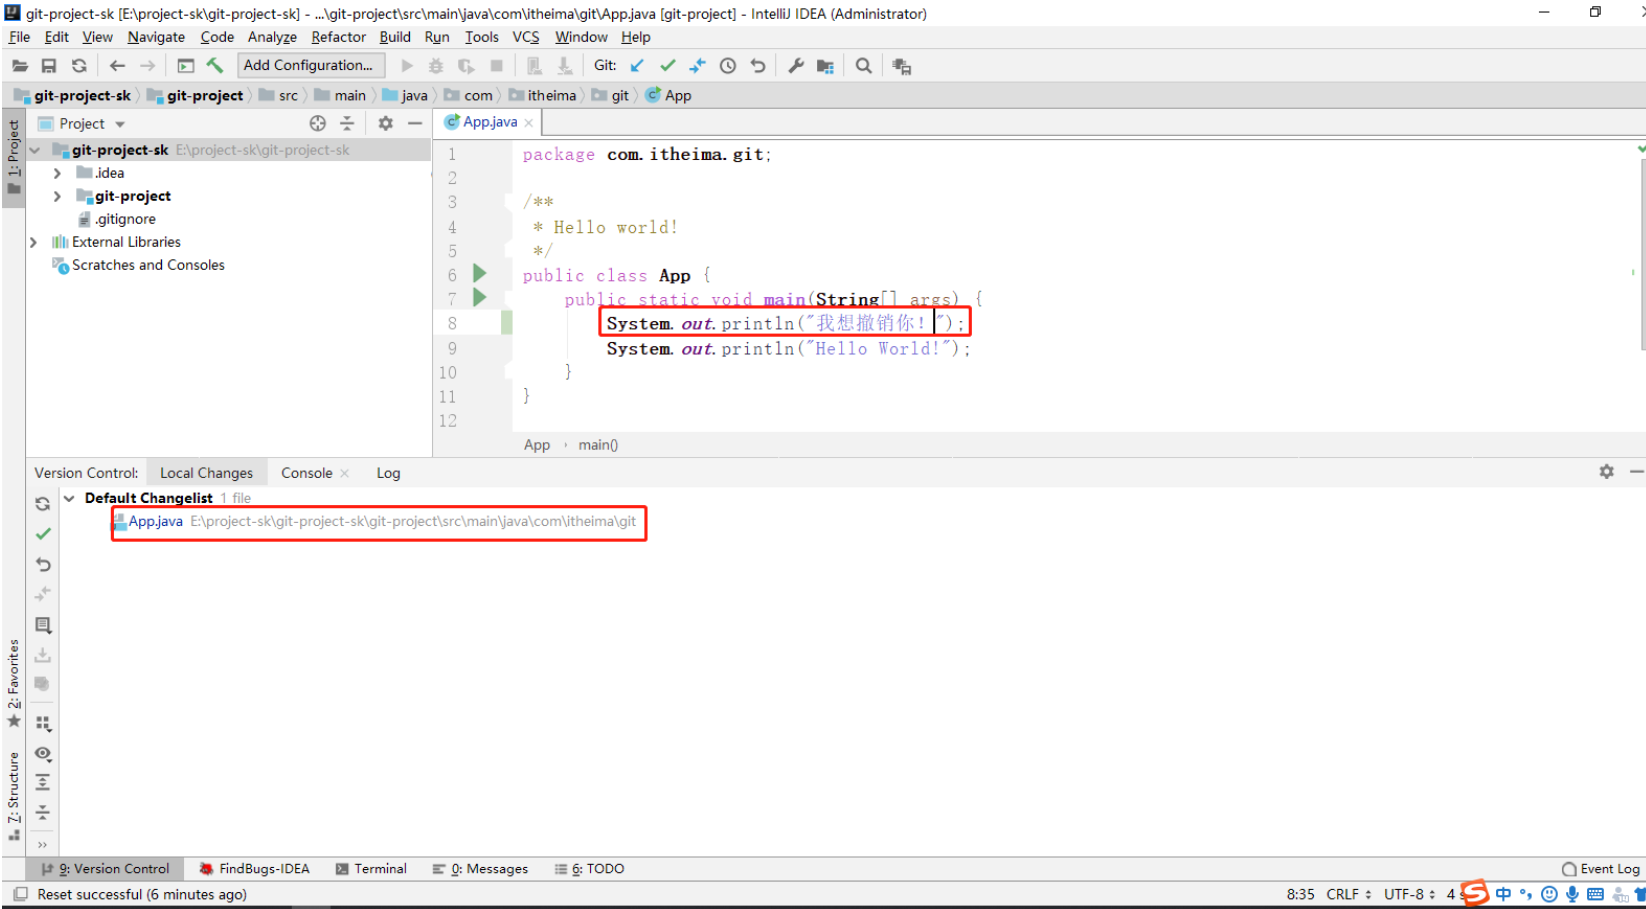 git-project-sk [E:\project-sk\git-project-sk] - ...\git-project\src\main\java\com\itheima\git\App.java [git-project] - IntelliJ IDEA (Administrator)
File Edit View Navigate Code Analyze Refactor Build Run Tools VCS Window Help
Add Configuration... Git:
git-project-sk git-project src main java com itheima git App
1: Project
Project
App.java
git-project-sk E:\project-sk\git-project-sk
.idea
git-project
.gitignore
External Libraries
Scratches and Consoles
1 package com.itheima.git;
2
3 /**
4 * Hello world!
5 */
6 public class App {
7 public static void main(String[] args) {
8 System.out.println("我想撤销你！");
9 System.out.println("Hello World!");
10 }
11 }
12
App › main()
Version Control: Local Changes Console Log
Default Changelist 1 file
App.java E:\project-sk\git-project-sk\git-project\src\main\java\com\itheima\git
2: Favorites
7: Structure
9: Version Control FindBugs-IDEA Terminal 0: Messages 6: TODO Event Log
Reset successful (6 minutes ago) 8:35 CRLF UTF-8 4 中